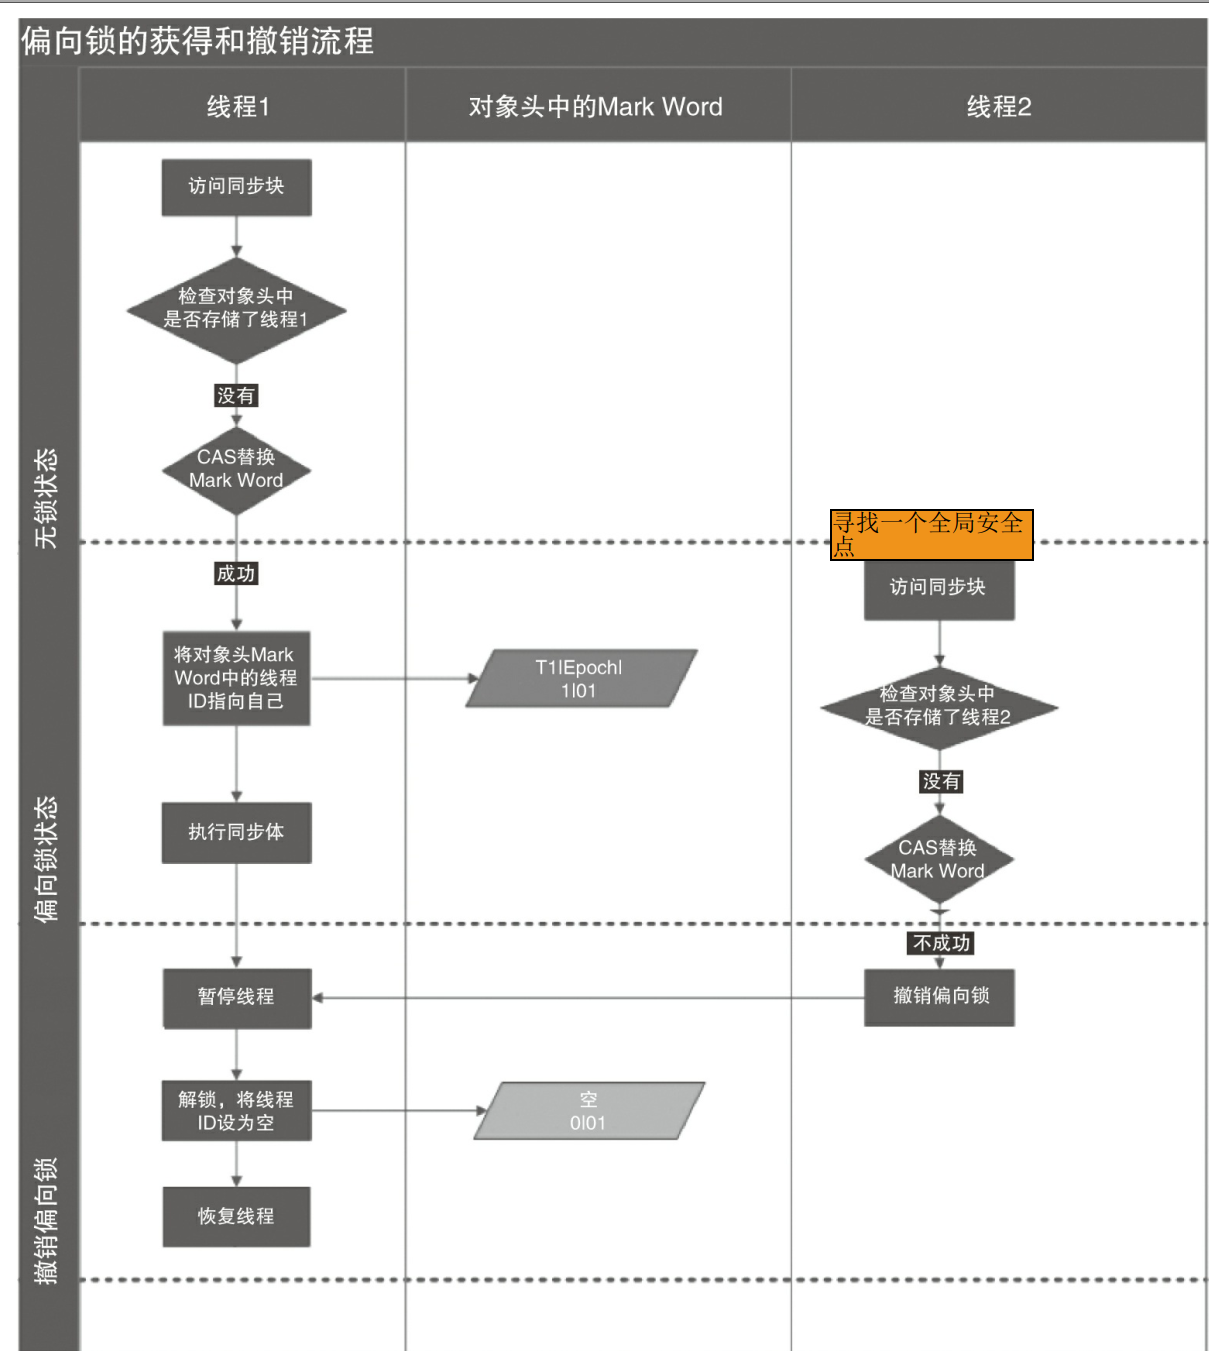 偏向锁的获得和撤销流程
线程1
对象头中的Mark Word
线程2
访问同步块
检查对象头中
是否存储了线程1
没有
CAS替换
Mark Word
无锁状态
寻找一个全局安全
点
成功
访问同步块
将对象头Mark
Word中的线程
ID指向自己
T1|Epoch|
1|01
检查对象头中
是否存储了线程2
没有
执行同步体
CAS替换
Mark Word
偏向锁状态
不成功
暂停线程
撤销偏向锁
解锁，将线程
ID设为空
空
0|01
恢复线程
撤销偏向锁